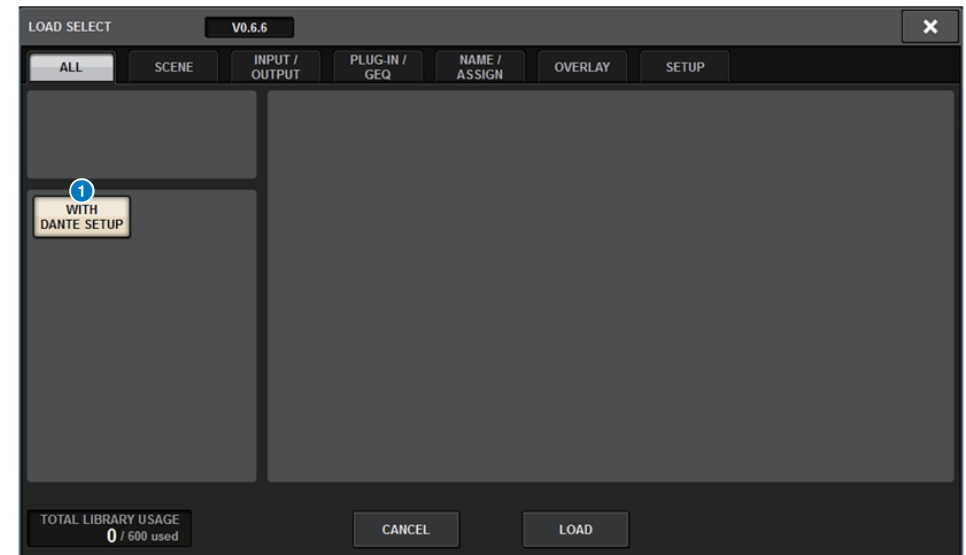 LOAD SELECT
V0.6.6
ALL
SCENE
INPUT /
OUTPUT
PLUG-IN /
GEQ
NAME /
ASSIGN
OVERLAY
SETUP
1
WITH
DANTE SETUP
TOTAL LIBRARY USAGE
0 / 600 used
CANCEL
LOAD